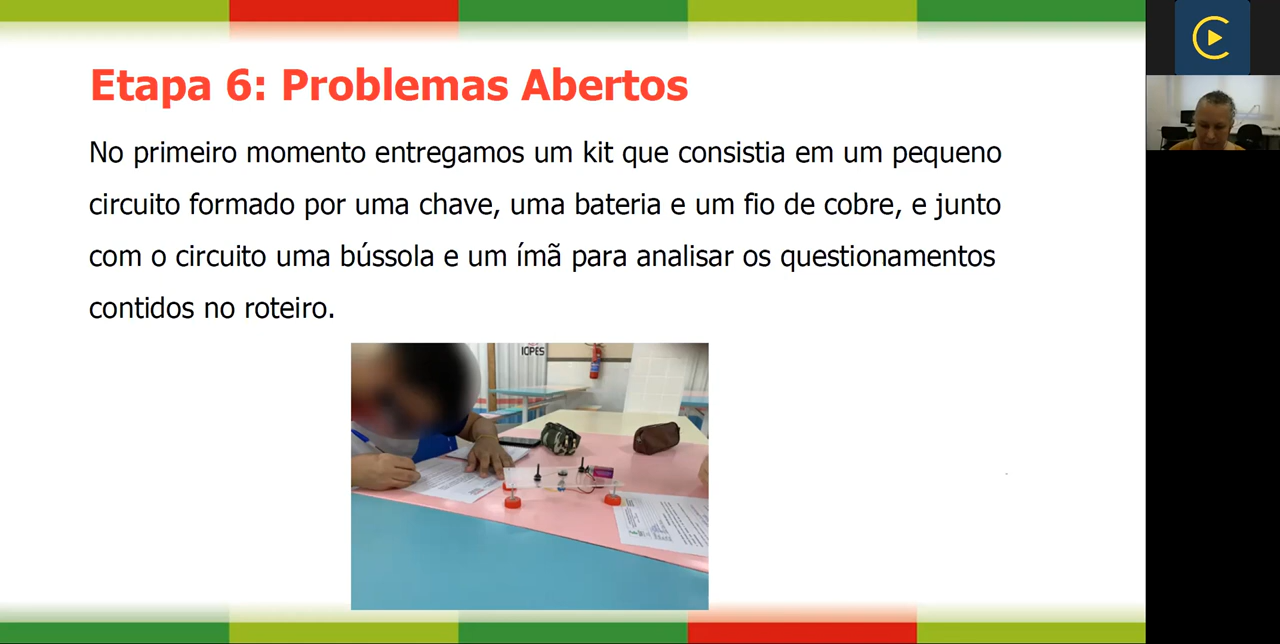 Etapa 6: Problemas Abertos
No primeiro momento entregamos um kit que consistia em um pequeno
circuito formado por uma chave, uma bateria e um fio de cobre, e junto
com o circuito uma bússola e um ímã para analisar os questionamentos
contidos no roteiro.
ICPES